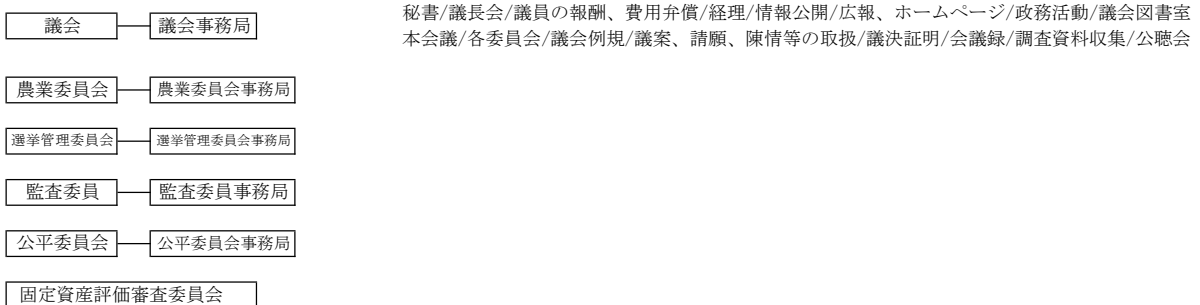 議会 議会事務局 秘書/議長会/議員の報酬、費用弁償/経理/情報公開/広報、ホームページ/政務活動/議会図書室
本会議/各委員会/議会例規/議案、請願、陳情等の取扱/議決証明/会議録/調査資料収集/公聴会
農業委員会 農業委員会事務局
選挙管理委員会 選挙管理委員会事務局
監査委員 監査委員事務局
公平委員会 公平委員会事務局
固定資産評価審査委員会